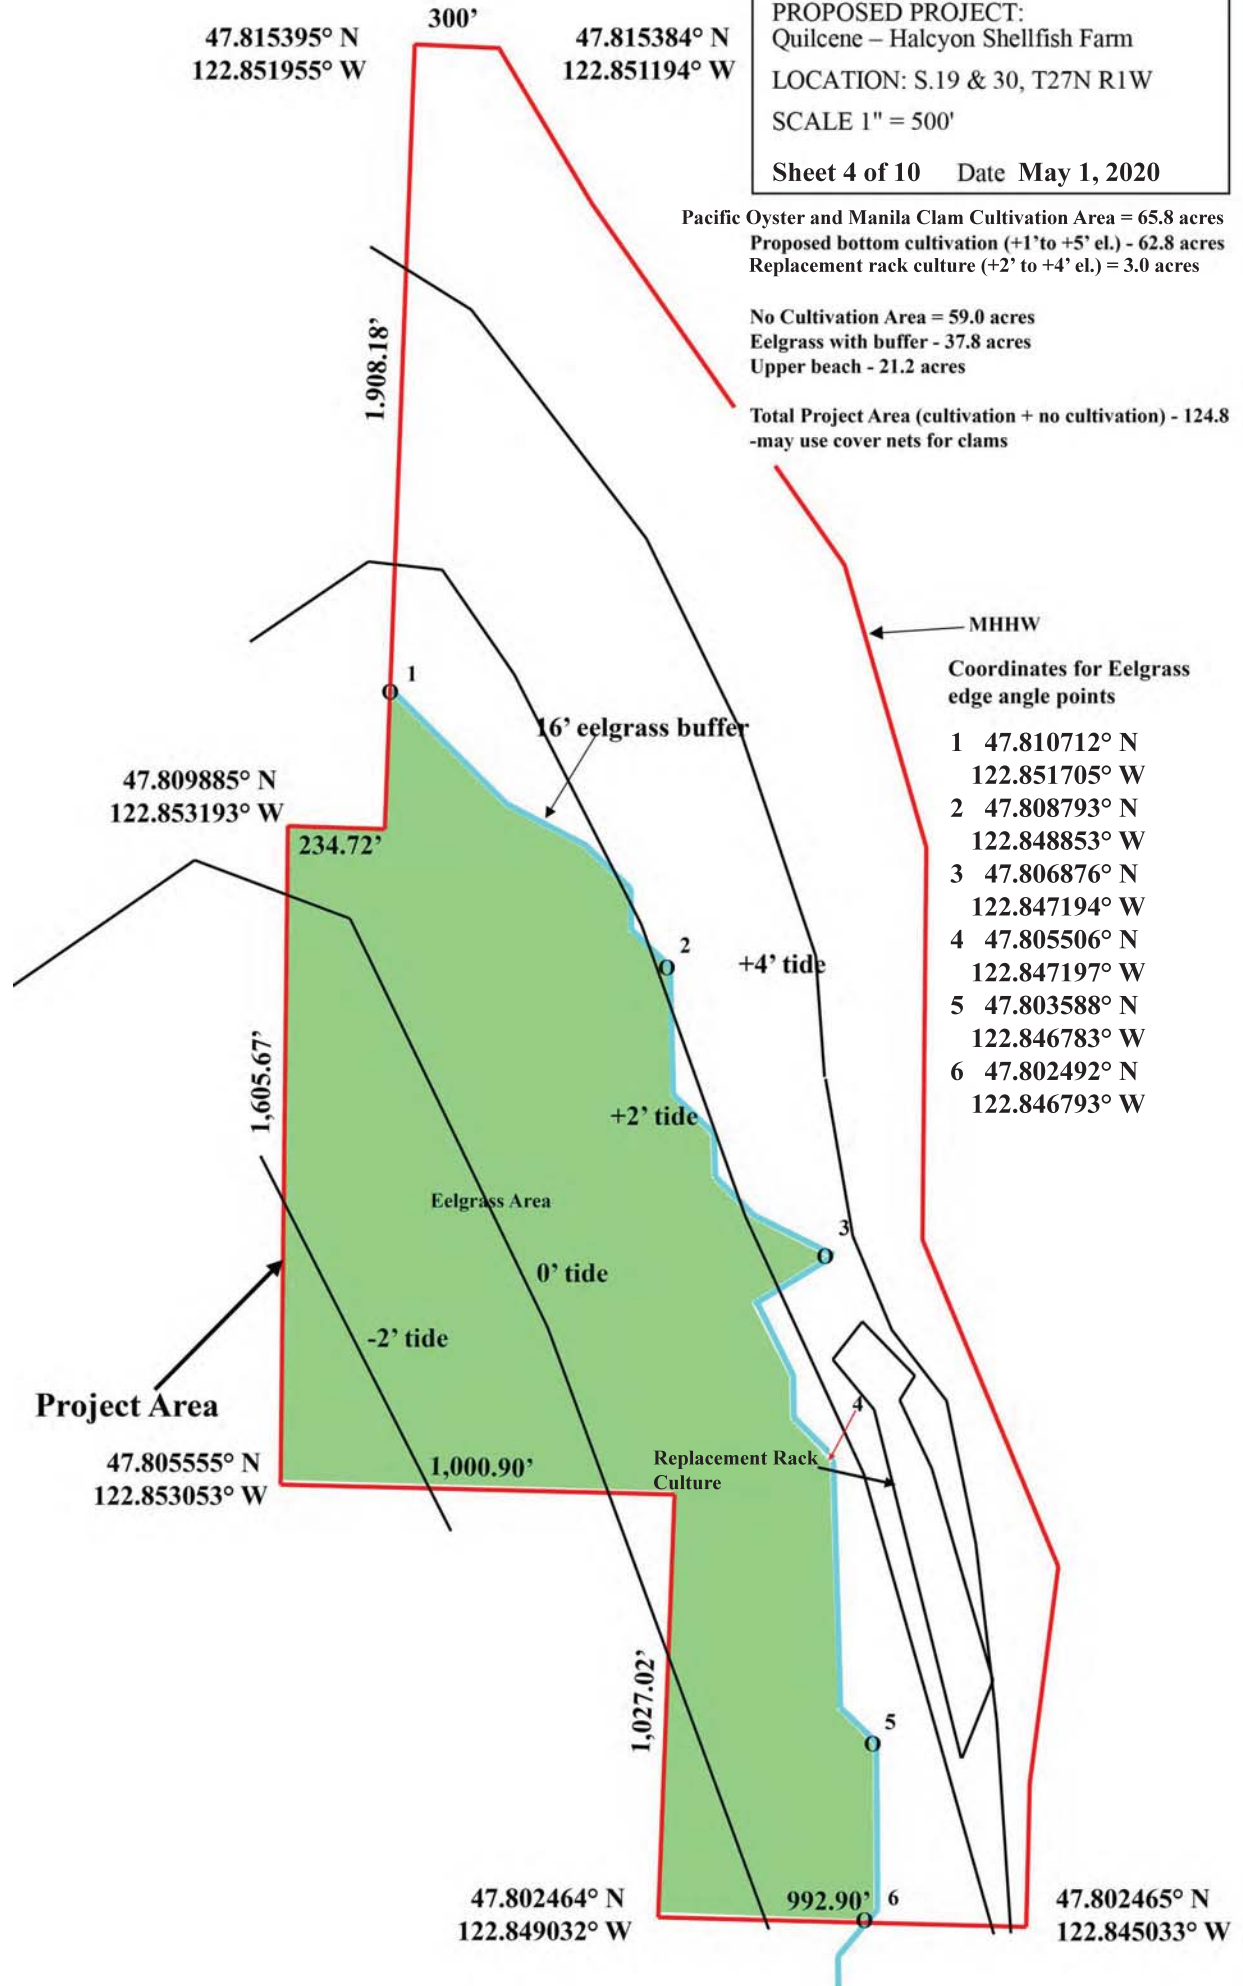 300’
47.815395° N
122.851955° W
47.815384° N
122.851194° W
PROPOSED PROJECT:
Quilcene – Halcyon Shellfish Farm
LOCATION: S.19 & 30, T27N R1W
SCALE 1" = 500'
Sheet 4 of 10 Date May 1, 2020
Pacific Oyster and Manila Clam Cultivation Area = 65.8 acres
Proposed bottom cultivation (+1’to +5’ el.) - 62.8 acres
Replacement rack culture (+2’ to +4’ el.) = 3.0 acres
No Cultivation Area = 59.0 acres
Eelgrass with buffer - 37.8 acres
Upper beach - 21.2 acres
Total Project Area (cultivation + no cultivation) - 124.8
-may use cover nets for clams
1.908.18’
MHHW
Coordinates for Eelgrass
edge angle points
1 47.810712° N
122.851705° W
2 47.808793° N
122.848853° W
3 47.806876° N
122.847194° W
4 47.805506° N
122.847197° W
5 47.803588° N
122.846783° W
6 47.802492° N
122.846793° W
1
16’ eelgrass buffer
47.809885° N
122.853193° W
234.72’
2
+4’ tide
1,605.67’
+2’ tide
Eelgrass Area
3
0’ tide
-2’ tide
Project Area
4
47.805555° N
122.853053° W
1,000.90’
Replacement Rack
Culture
1,027.02’
5
992.90’
6
47.802464° N
122.849032° W
47.802465° N
122.845033° W